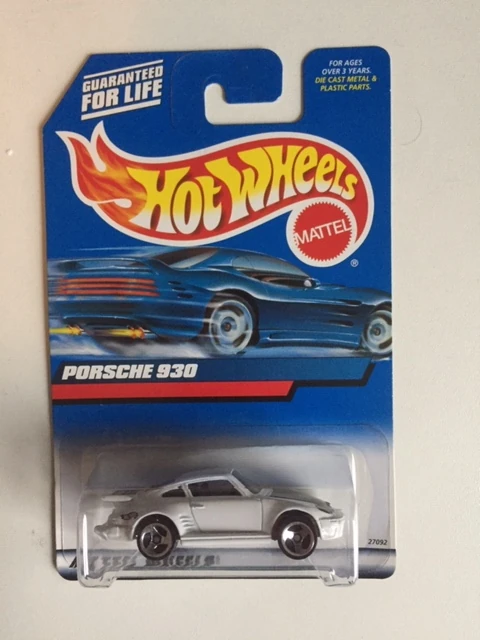 GUARANTEED
FOR LIFE
FOR AGES
OVER 3 YEARS.
DIE CAST METAL &
PLASTIC PARTS.
HOT WHEELS
MATTEL
®
PORSCHE 930
27092